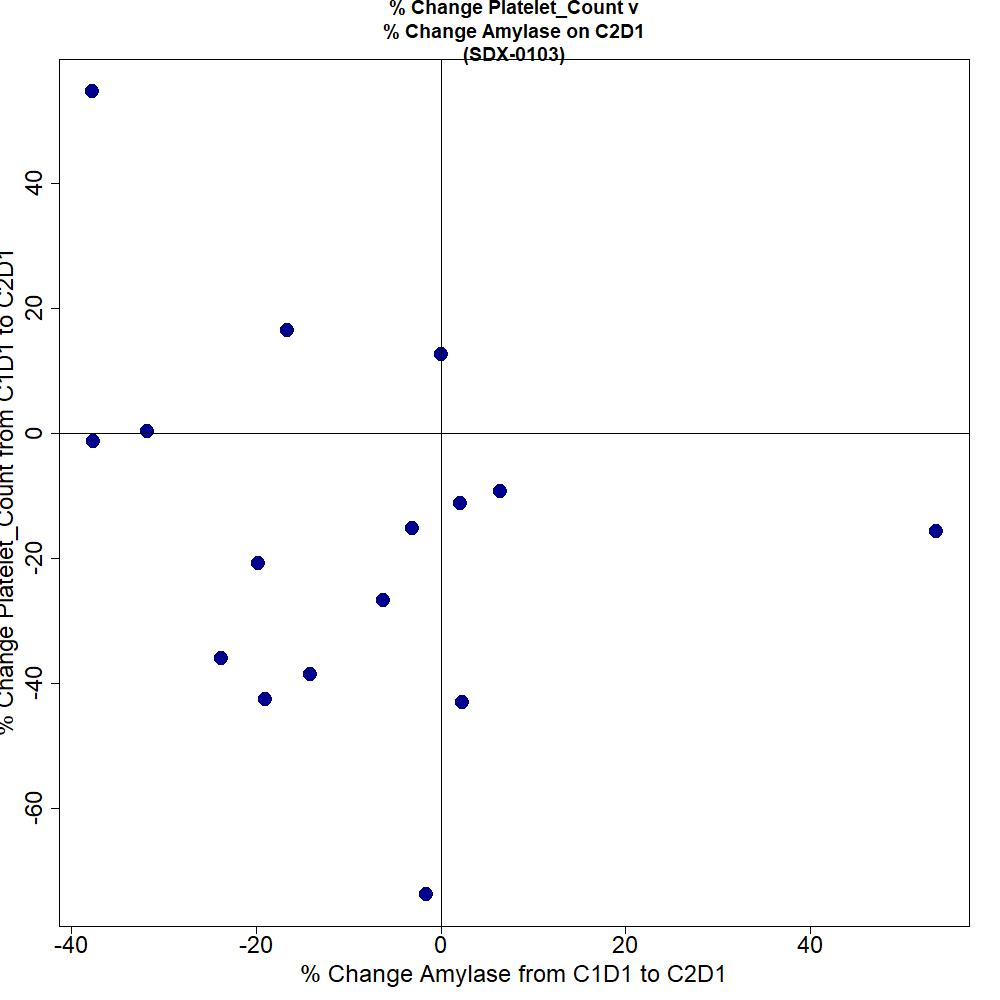 % Change Platelet_Count v
% Change Amylase on C2D1
(SDX-0103)
% Change Platelet_Count from C1D1 to C2D1
40
20
0
-20
-40
-60
-40
-20
0
20
40
% Change Amylase from C1D1 to C2D1